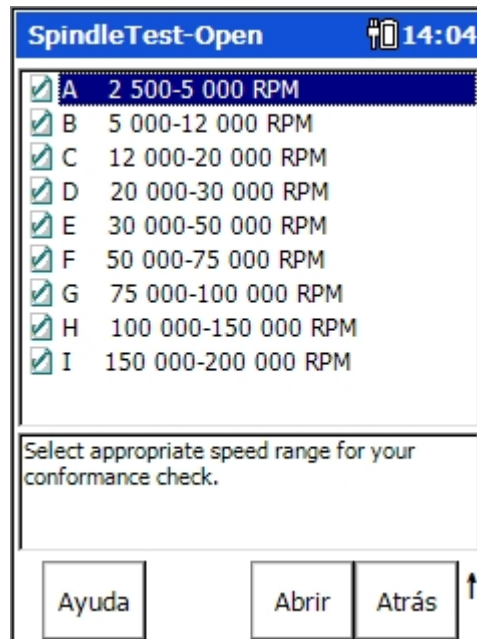 SpindleTest-Open 14:04
A 2 500-5 000 RPM
B 5 000-12 000 RPM
C 12 000-20 000 RPM
D 20 000-30 000 RPM
E 30 000-50 000 RPM
F 50 000-75 000 RPM
G 75 000-100 000 RPM
H 100 000-150 000 RPM
I 150 000-200 000 RPM
Select appropriate speed range for your
conformance check.
Ayuda Abrir Atrás